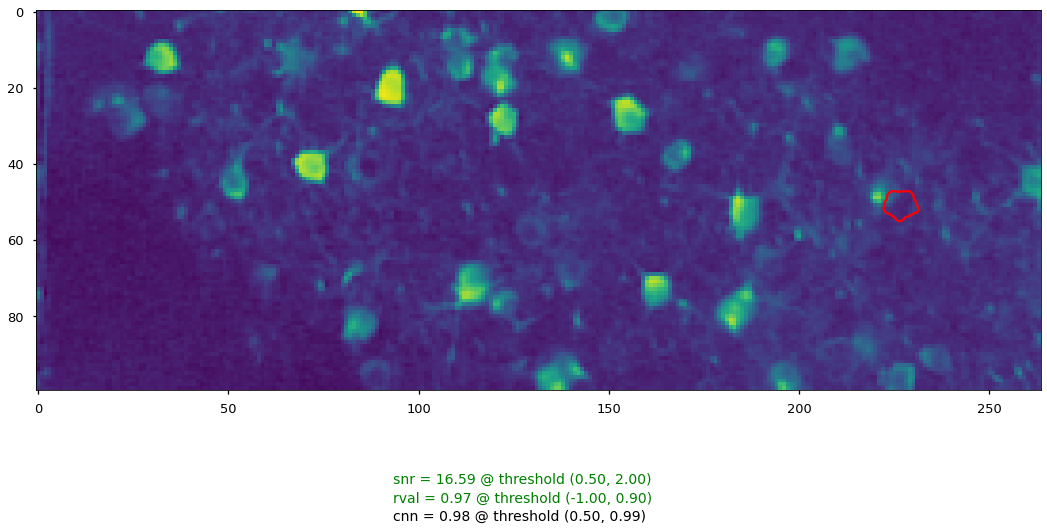 0
20
40
60
80
0 50 100 150 200 250
snr = 16.59 @ threshold (0.50, 2.00)
rval = 0.97 @ threshold (-1.00, 0.90)
cnn = 0.98 @ threshold (0.50, 0.99)